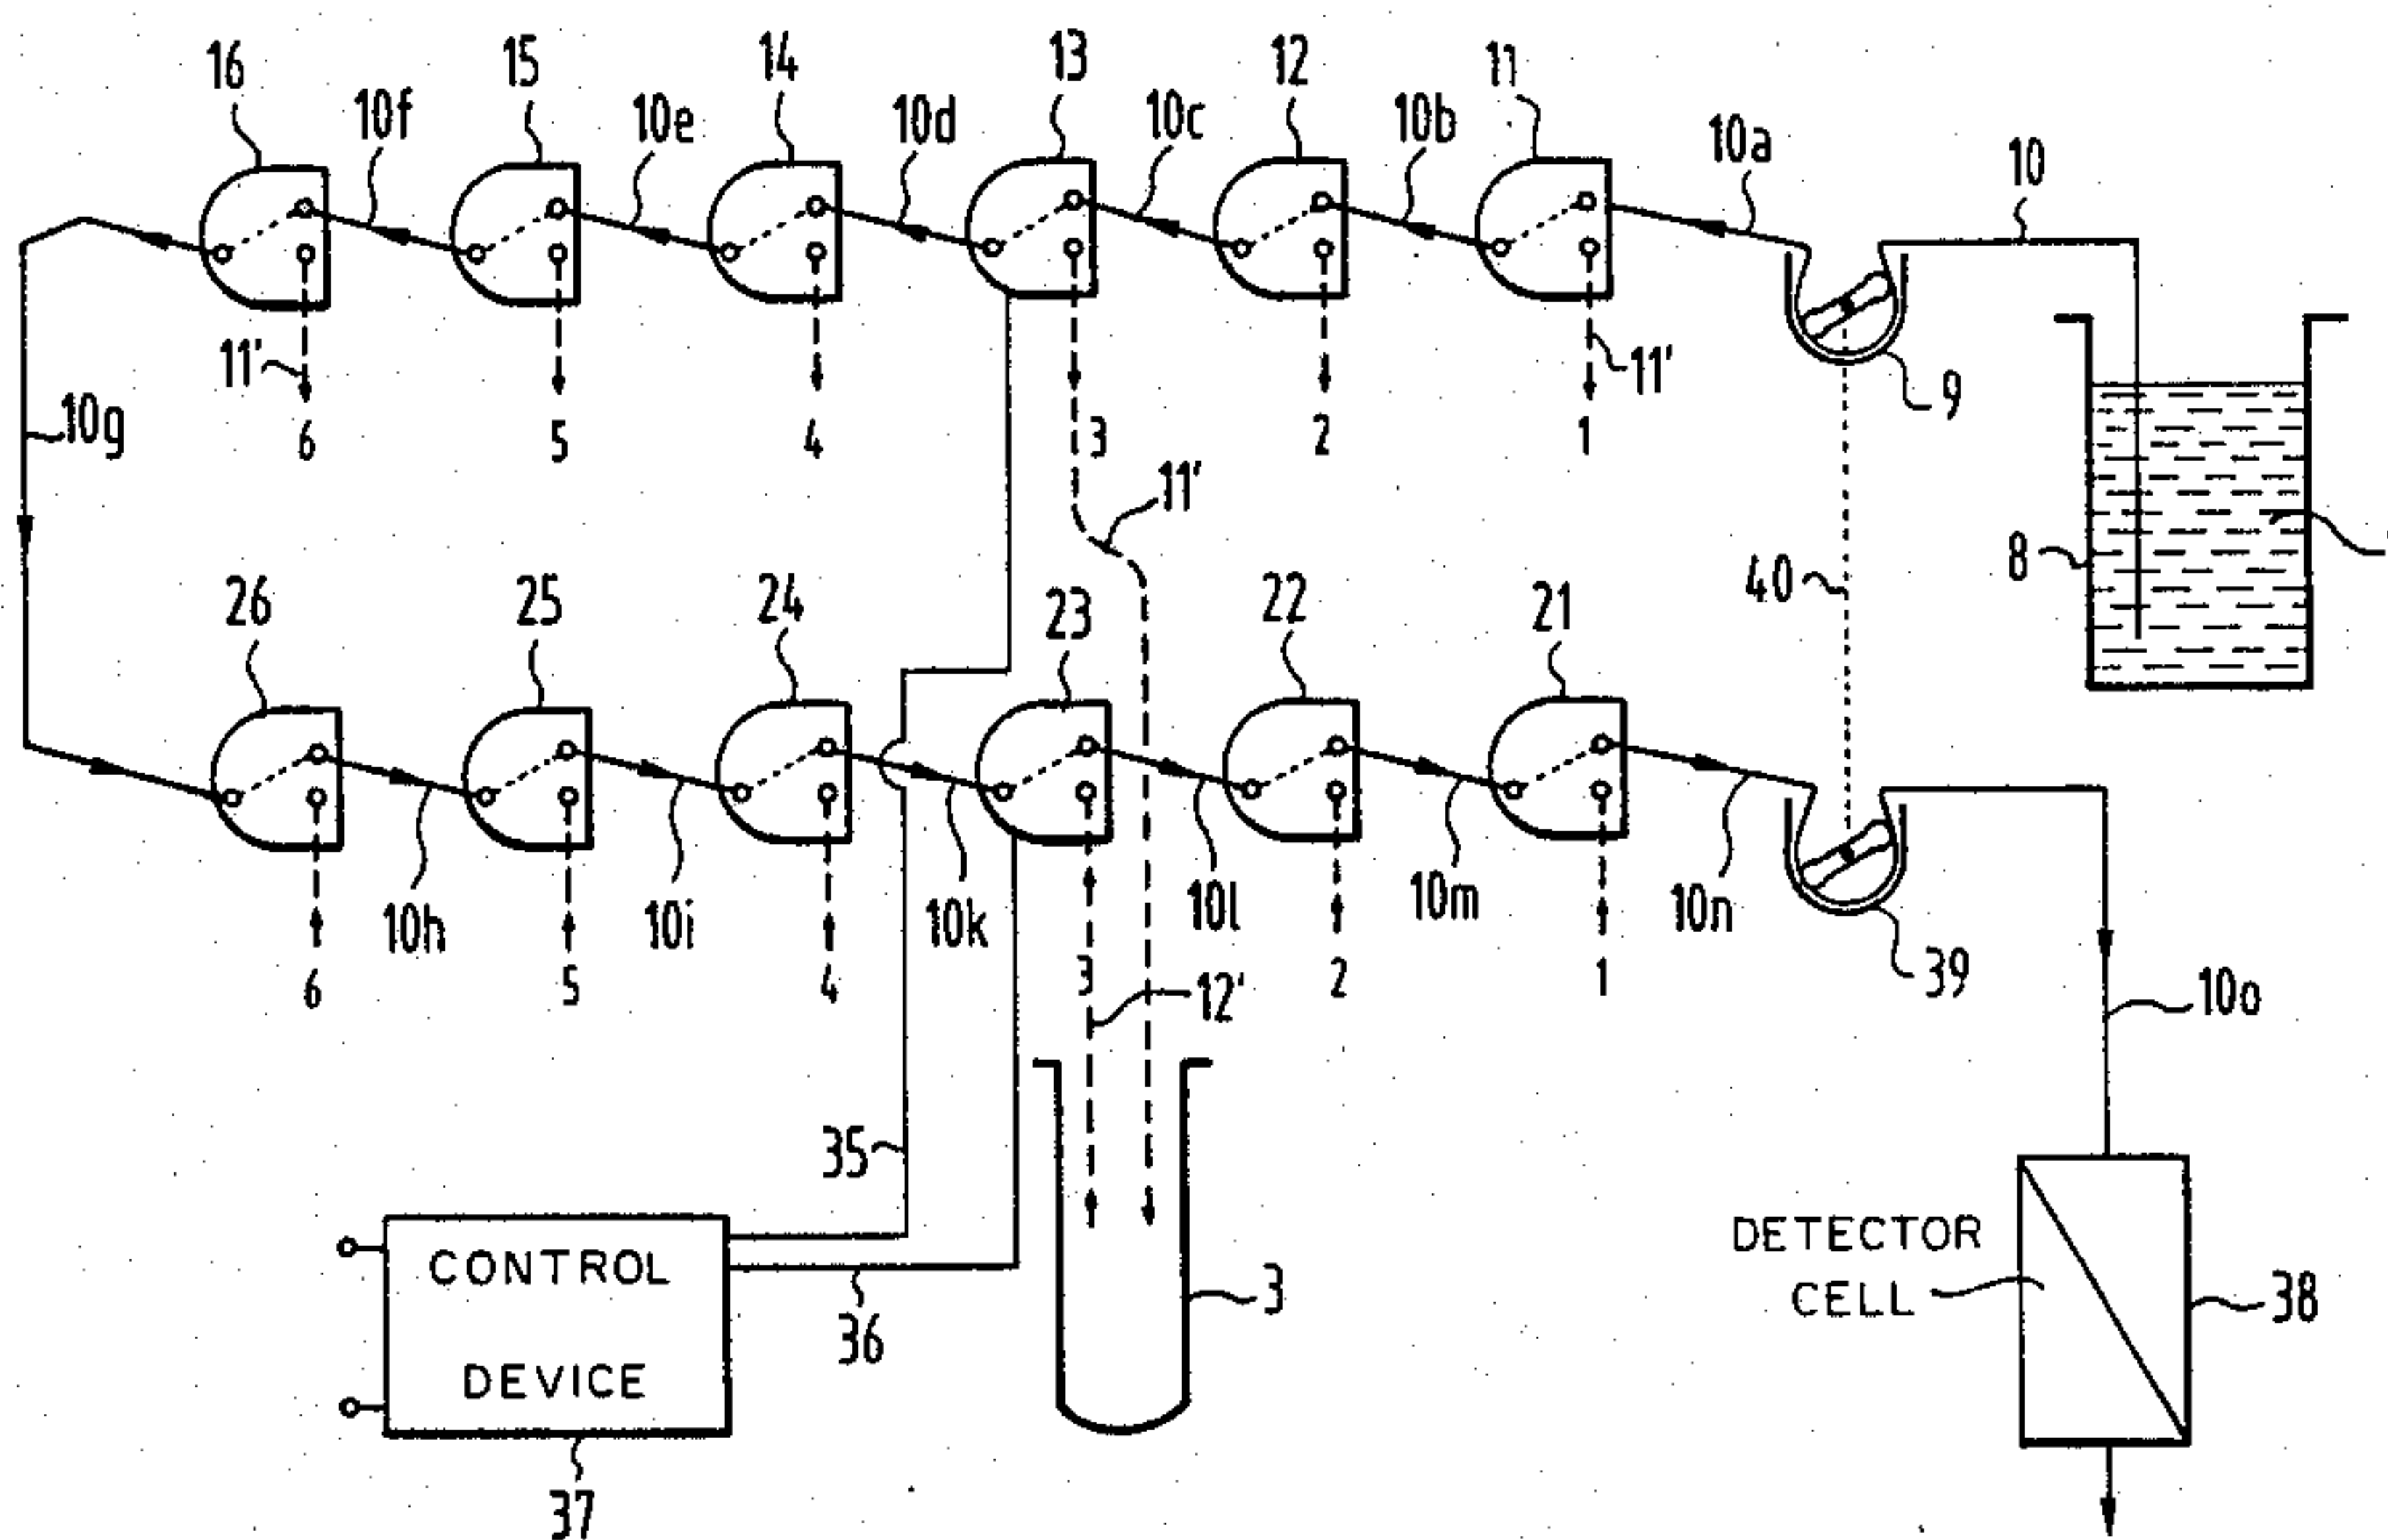 16 15 14 13 12 11
10f 10e 10d 10c 10b 10a 10
11' 6 5 4 3 2 1 11' 9
10g
11'
8
40
26 25 24 23 22 21
10h 10i 10k 10l 10m 10n
6 5 4 3 2 1
12'
39
10o
35
CONTROL
DEVICE
36
37
3
DETECTOR
CELL
38